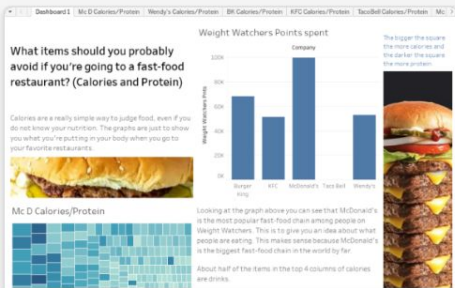 Dashboard 1 Mc D Calories/Protein Wendy's Calories/Protein BK Calories/Protein KFC Calories/Protein TacoBell Calories/Protein Mc
What items should you probably
avoid if you're going to a fast-food
restaurant? (Calories and Protein)
Calories are a really simple way to judge food, even if you
do not know your nutrition. The graphs are just to show
you what you're putting in your body when you go to
your favorite restaurants.
Mc D Calories/Protein
Weight Watchers Points spent
Company
Weight Watchers Pnts
100K
80K
60K
40K
20K
0K
Burger
King
KFC
McDonald's
Taco Bell
Wendy's
Looking at the graph above you can see that McDonald's
is the most popular fast-food chain among people on
Weight Watchers. This is to give you an idea about what
people are eating. This makes sense because McDonald's
is the biggest fast-food chain in the world by far.
About half of the items in the top 4 columns of calories
are drinks.
The bigger the square
the more calories and
the darker the square
the more protein.